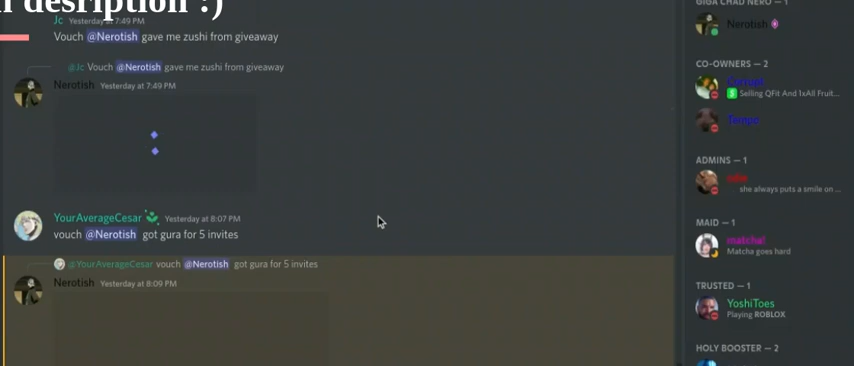 desription :)
Jc Yesterday at 7:49 PM
Vouch @Nerotish gave me zushi from giveaway
@Jc Vouch @Nerotish gave me zushi from giveaway
Nerotish Yesterday at 7:49 PM
YourAverageCesar Yesterday at 8:07 PM
vouch @Nerotish got gura for 5 invites
@YourAverageCesar vouch @Nerotish got gura for 5 invites
Nerotish Yesterday at 8:09 PM
GIGA CHAD NERO — 1
Nerotish
CO-OWNERS — 2
Selling QFit And 1xAll Fruit...
Tempo
ADMINS — 1
she always puts a smile on ...
MAID — 1
matcha!
Matcha goes hard
TRUSTED — 1
YoshiToes
Playing ROBLOX
HOLY BOOSTER — 2